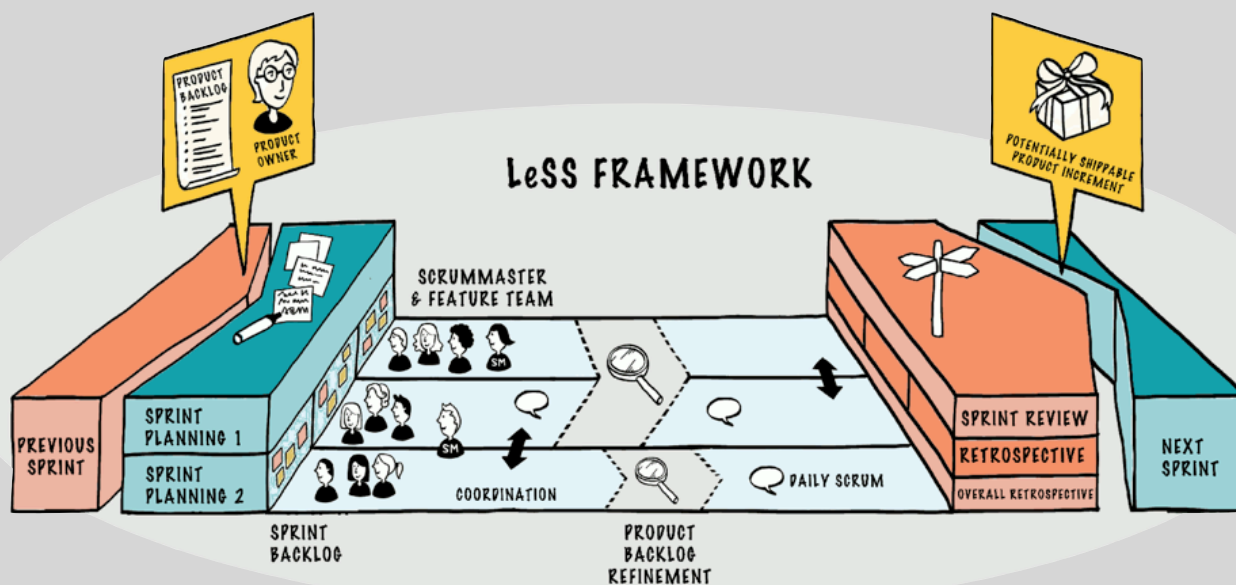 PRODUCT
BACKLOG
PRODUCT
OWNER
POTENTIALLY SHIPPABLE
PRODUCT INCREMENT
LeSS FRAMEWORK
SCRUMMASTER
& FEATURE TEAM
SM
SM
PREVIOUS
SPRINT
SPRINT
PLANNING 1
SPRINT
PLANNING 2
COORDINATION
DAILY SCRUM
SPRINT REVIEW
RETROSPECTIVE
OVERALL RETROSPECTIVE
NEXT
SPRINT
SPRINT
BACKLOG
PRODUCT
BACKLOG
REFINEMENT